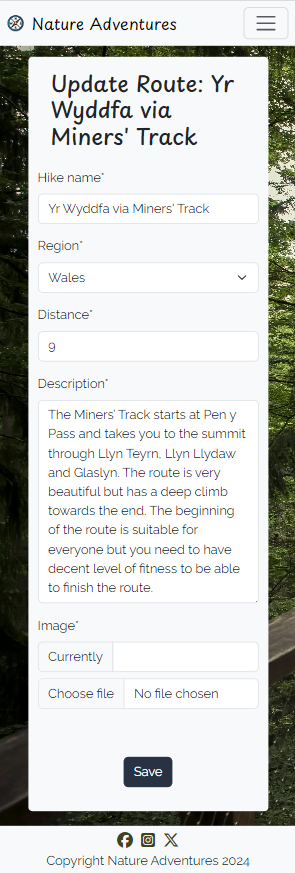 Nature Adventures
Update Route: Yr
Wyddfa via
Miners' Track
Hike name*
Yr Wyddfa via Miners' Track
Region*
Wales
Distance*
9
Description*
The Miners' Track starts at Pen y
Pass and takes you to the summit
through Llyn Teyrn, Llyn Llydaw
and Glaslyn. The route is very
beautiful but has a deep climb
towards the end. The beginning
of the route is suitable for
everyone but you need to have
decent level of fitness to be able
to finish the route.
Image*
Currently
Choose file No file chosen
Save
Copyright Nature Adventures 2024